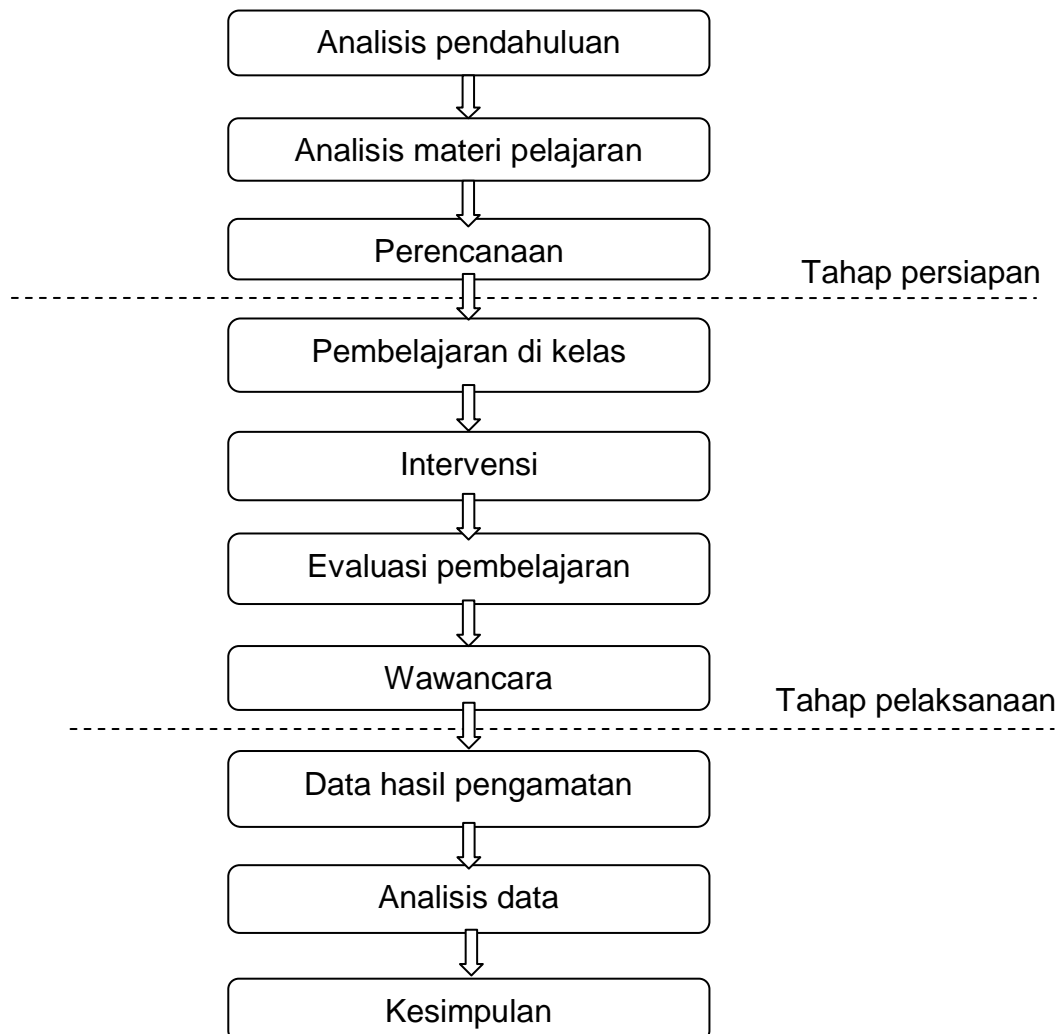 Analisis pendahuluan
Analisis materi pelajaran
Perencanaan
Tahap persiapan
Pembelajaran di kelas
Intervensi
Evaluasi pembelajaran
Wawancara
Tahap pelaksanaan
Data hasil pengamatan
Analisis data
Kesimpulan